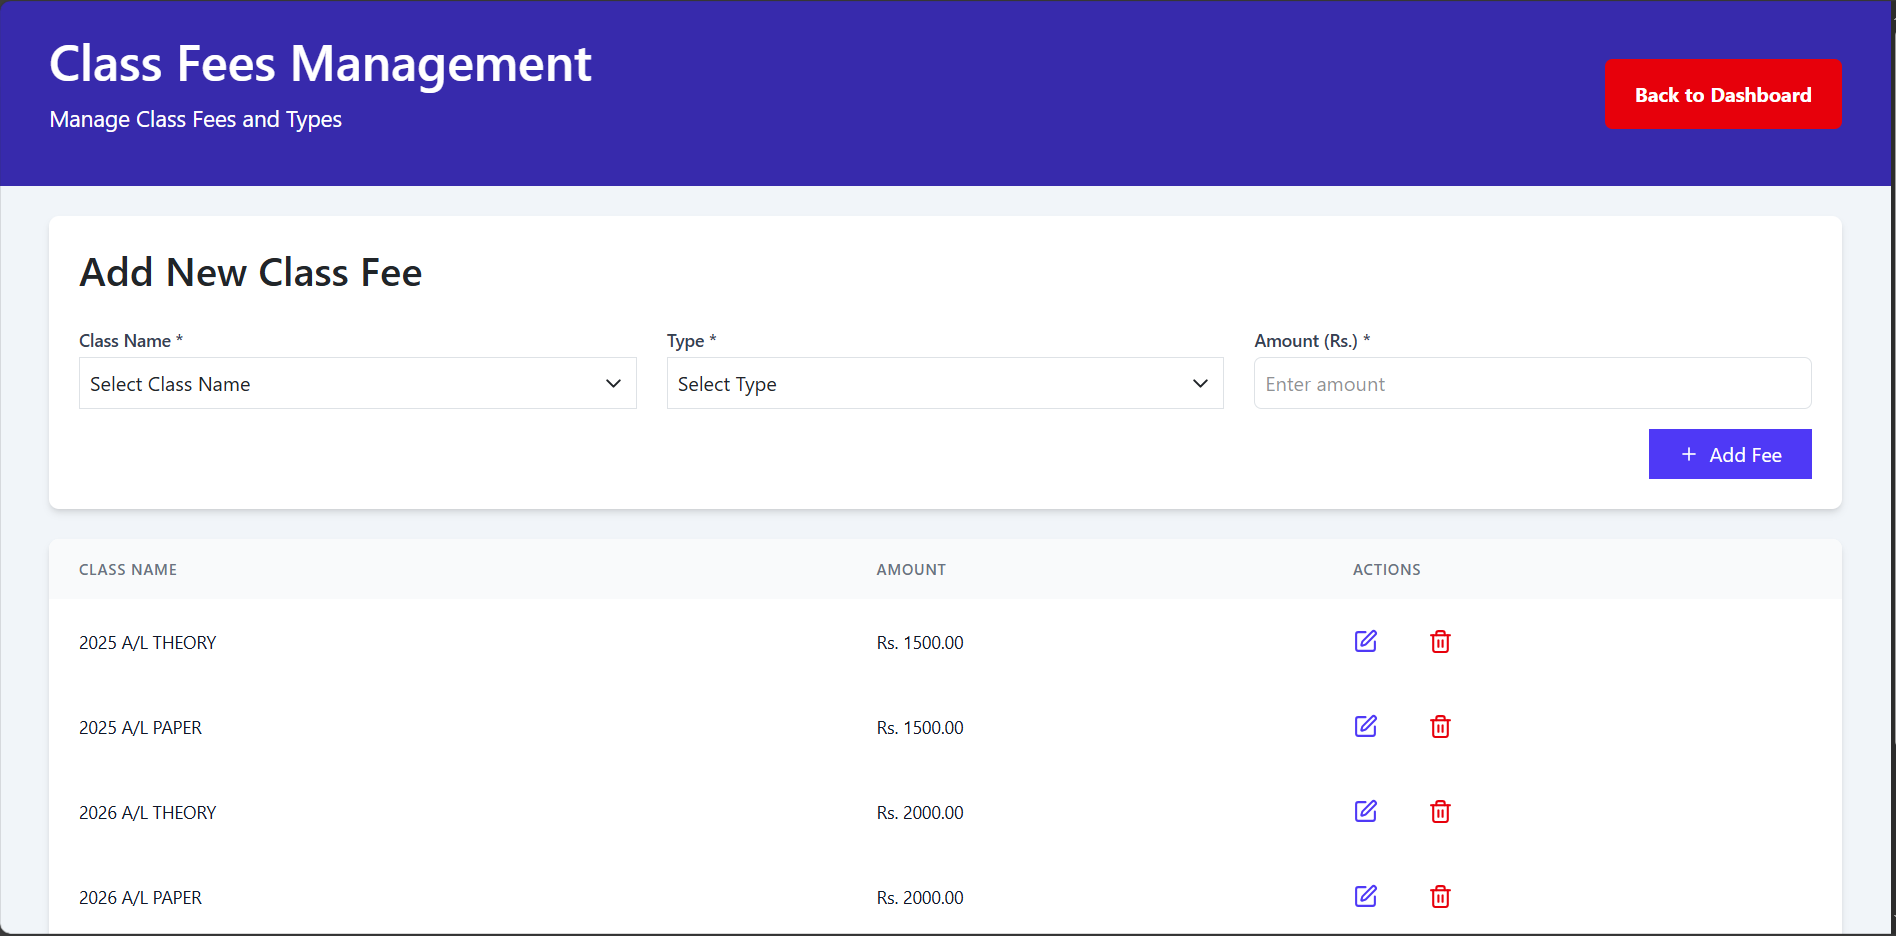 Class Fees Management
Manage Class Fees and Types
Back to Dashboard
Add New Class Fee
Class Name * Type * Amount (Rs.) *
Select Class Name Select Type Enter amount
+ Add Fee
CLASS NAME AMOUNT ACTIONS
2025 A/L THEORY Rs. 1500.00
2025 A/L PAPER Rs. 1500.00
2026 A/L THEORY Rs. 2000.00
2026 A/L PAPER Rs. 2000.00